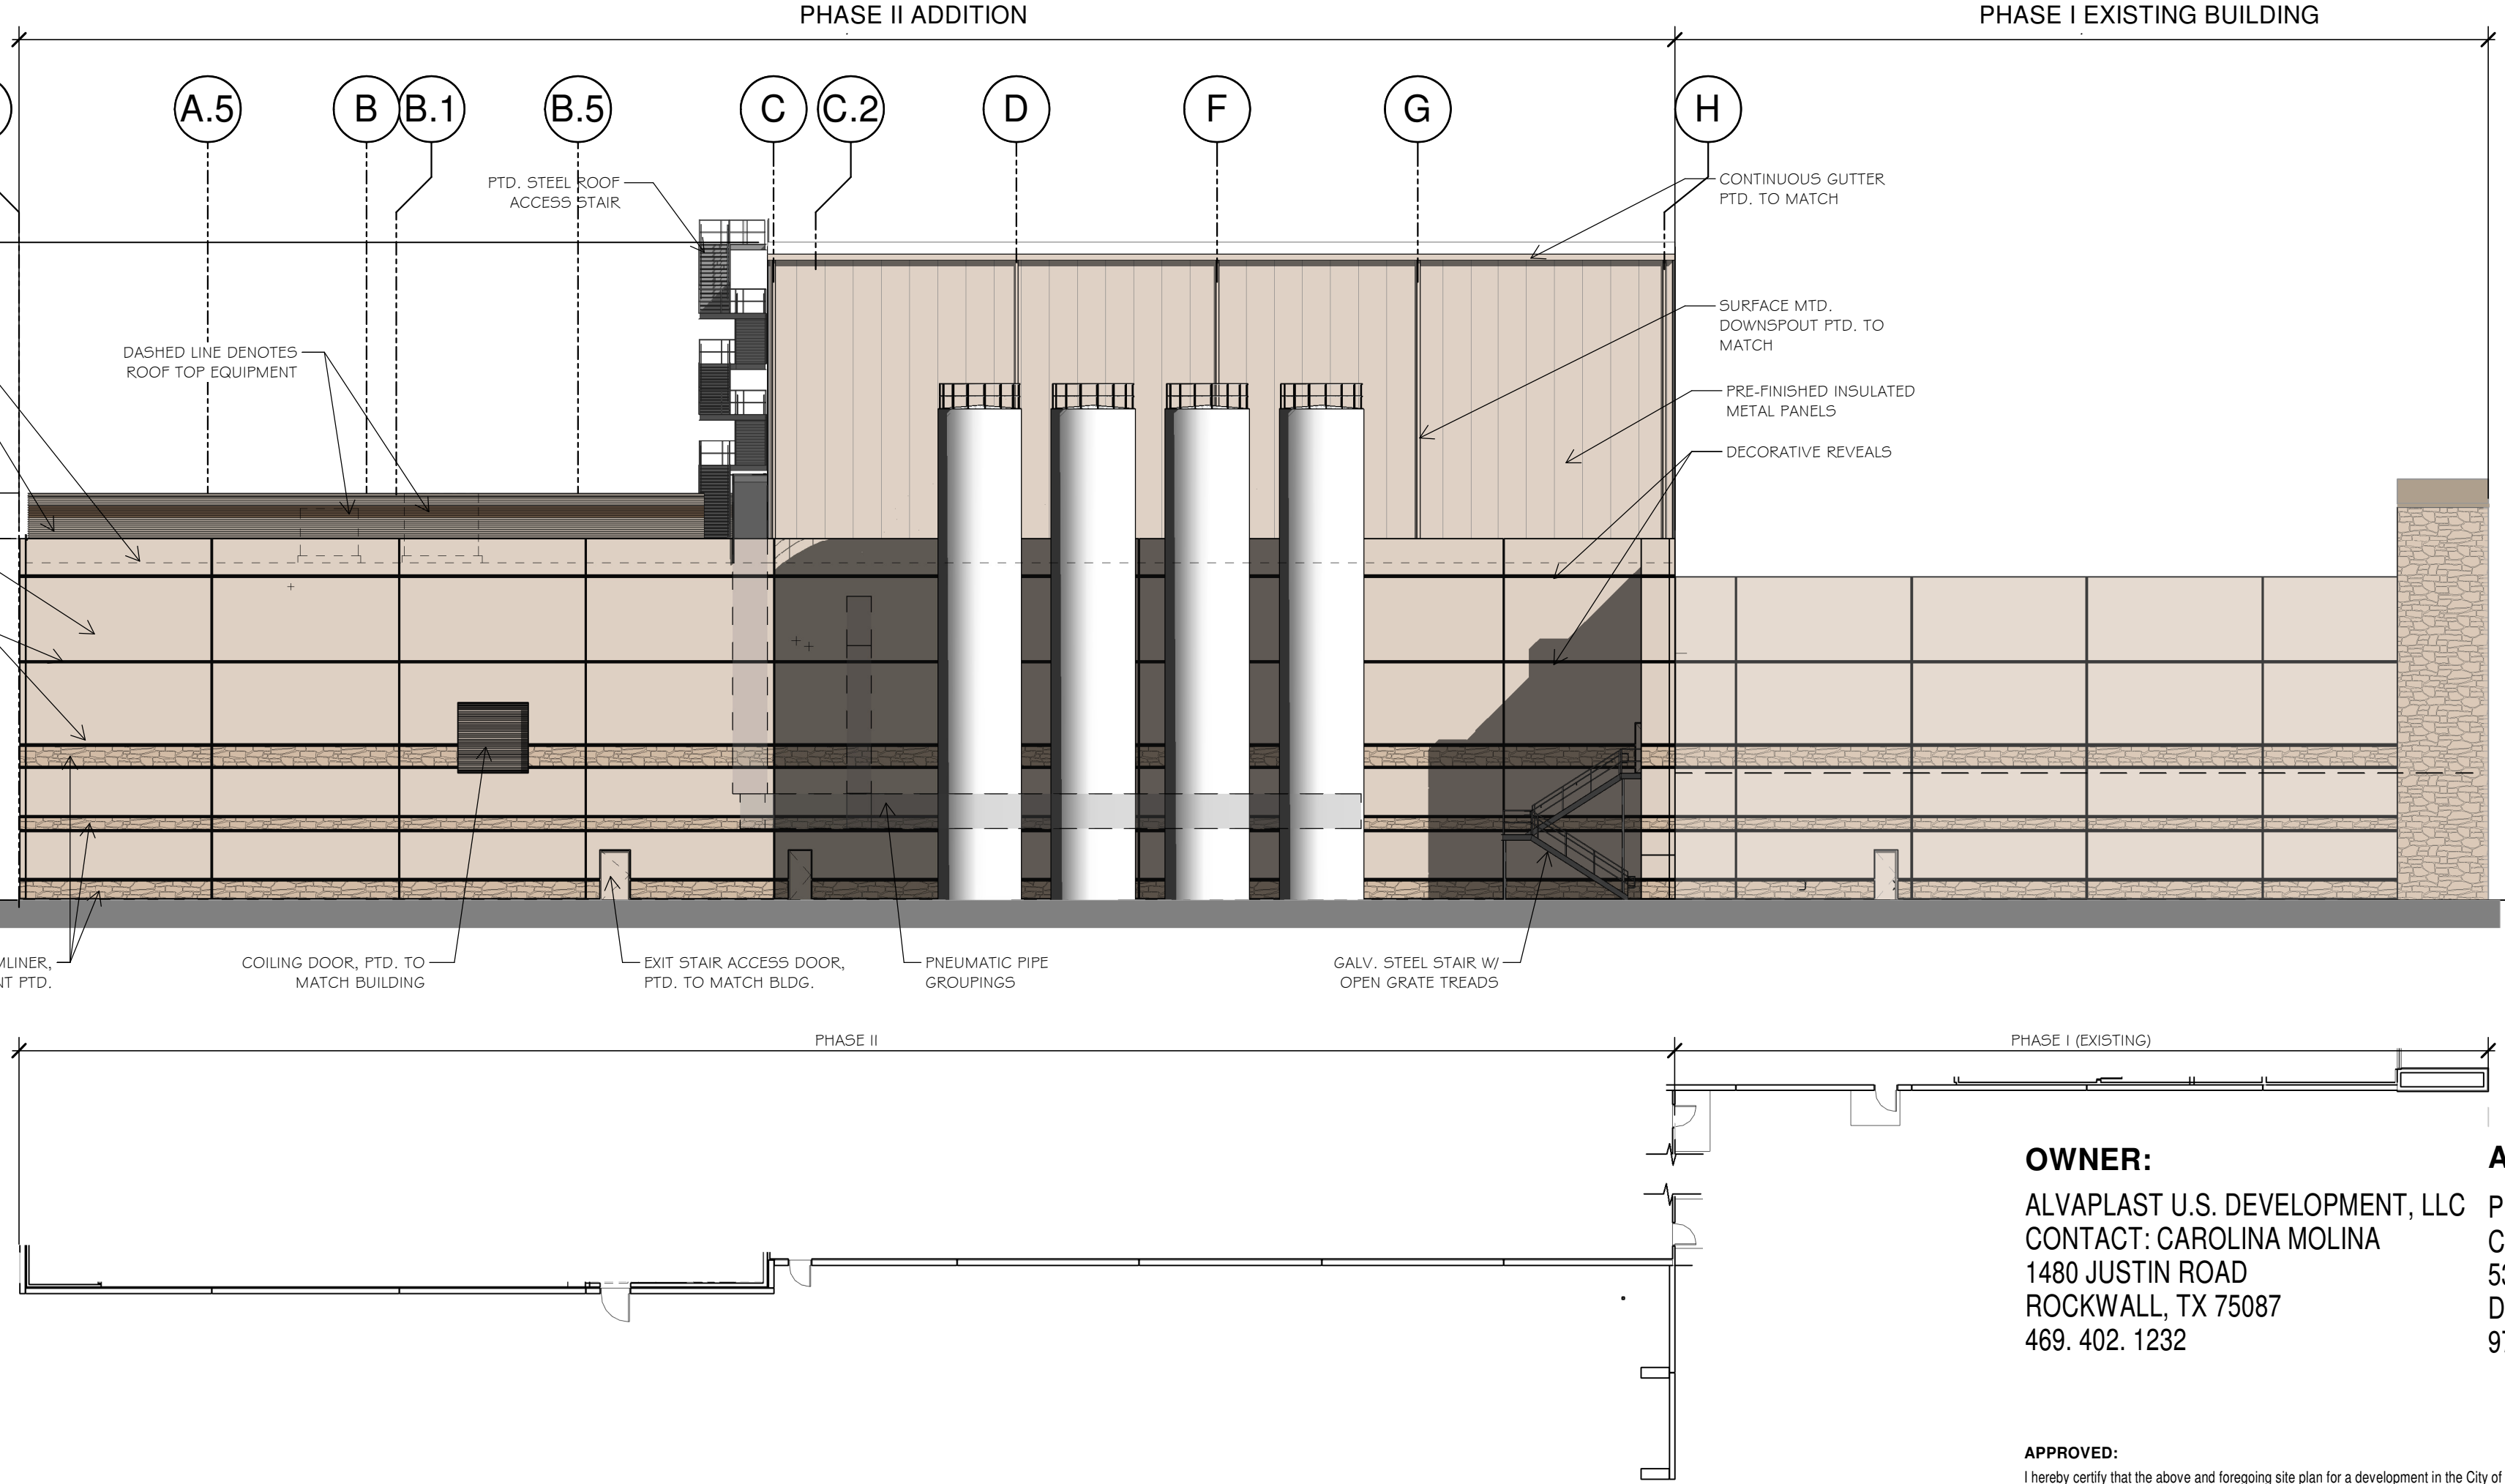 PHASE II ADDITION
PHASE I EXISTING BUILDING
A.5
B
B.1
B.5
C
C.2
D
F
G
H
PTD. STEEL ROOF
ACCESS STAIR
CONTINUOUS GUTTER
PTD. TO MATCH
SURFACE MTD.
DOWNSPOUT PTD. TO
MATCH
DASHED LINE DENOTES
ROOF TOP EQUIPMENT
PRE-FINISHED INSULATED
METAL PANELS
DECORATIVE REVEALS
MLINER,
NT PTD.
COILING DOOR, PTD. TO
MATCH BUILDING
EXIT STAIR ACCESS DOOR,
PTD. TO MATCH BLDG.
PNEUMATIC PIPE
GROUPINGS
GALV. STEEL STAIR W/
OPEN GRATE TREADS
PHASE II
PHASE I (EXISTING)
OWNER:
ALVAPLAST U.S. DEVELOPMENT, LLC
CONTACT: CAROLINA MOLINA
1480 JUSTIN ROAD
ROCKWALL, TX 75087
469. 402. 1232
APPROVED:
I hereby certify that the above and foregoing site plan for a development in the City of